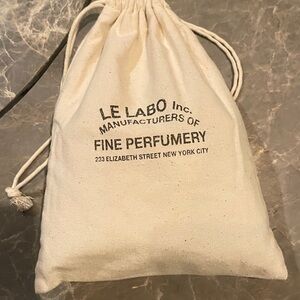 LE LABO Inc.
MANUFACTURERS OF
FINE PERFUMERY
233 ELIZABETH STREET NEW YORK CITY